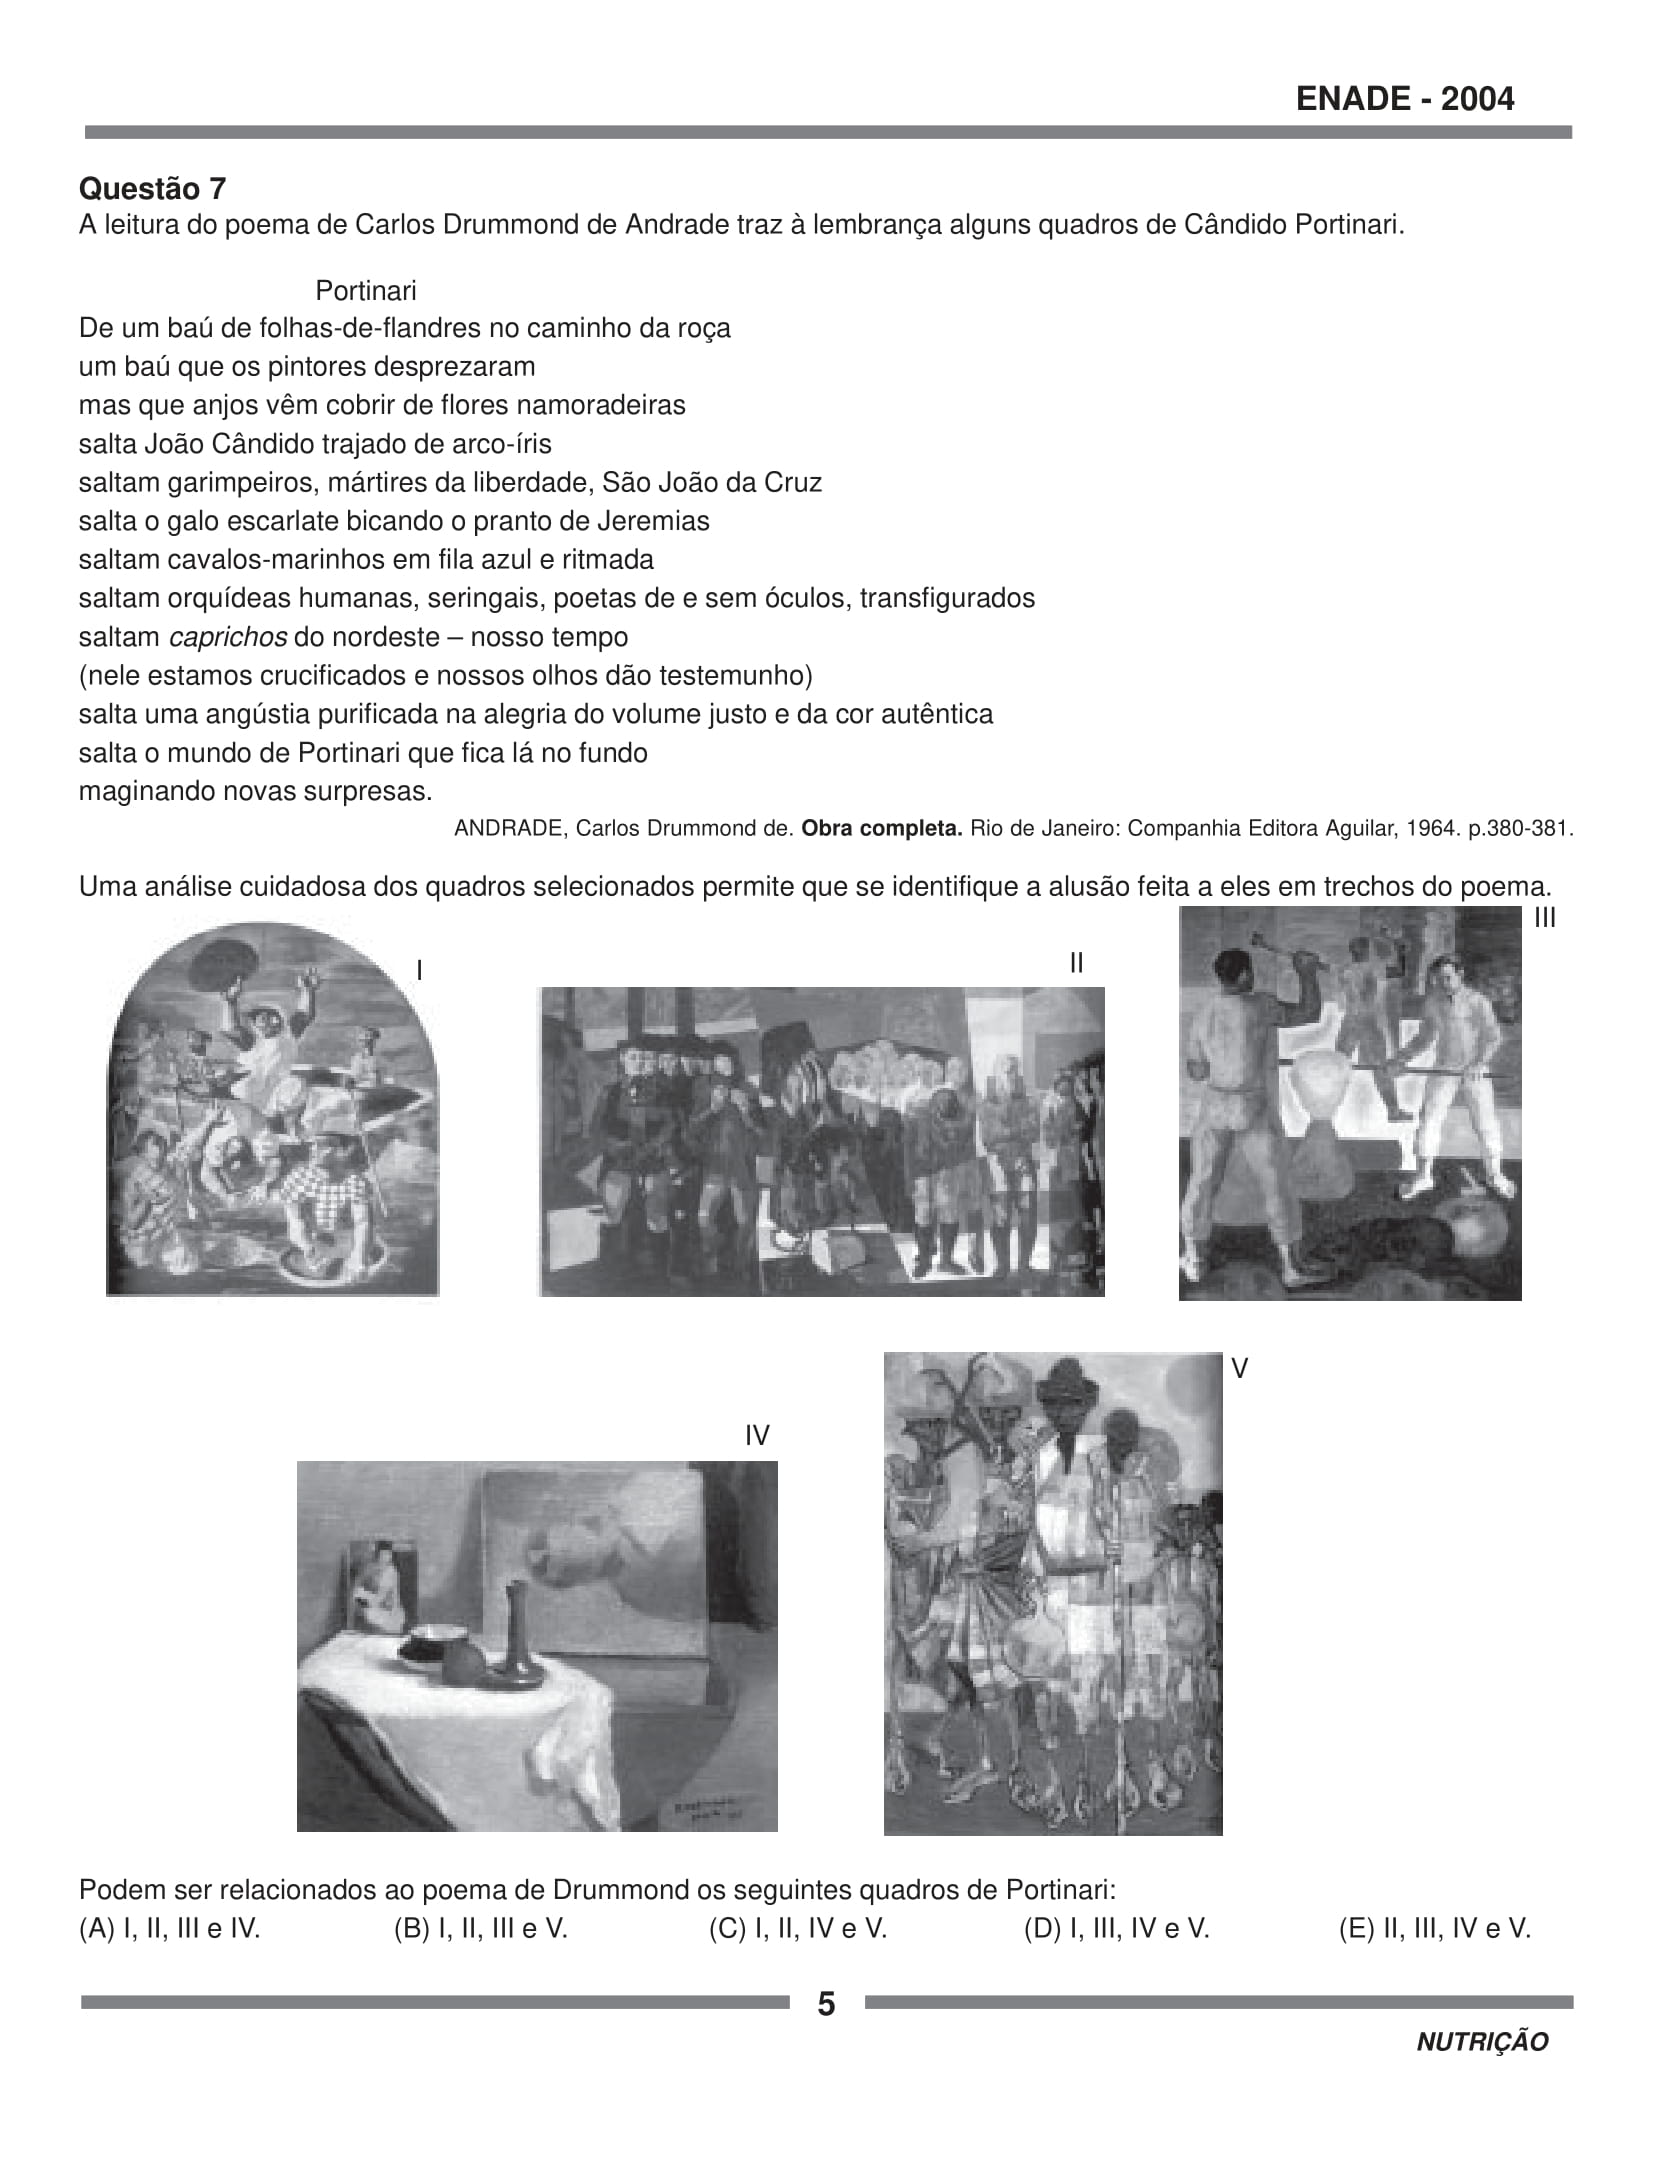 ENADE - 2004
Questão 7
A leitura do poema de Carlos Drummond de Andrade traz à lembrança alguns quadros de Cândido Portinari.
Portinari
De um baú de folhas-de-flandres no caminho da roça
um baú que os pintores desprezaram
mas que anjos vêm cobrir de flores namoradeiras
salta João Cândido trajado de arco-íris
saltam garimpeiros, mártires da liberdade, São João da Cruz
salta o galo escarlate bicando o pranto de Jeremias
saltam cavalos-marinhos em fila azul e ritmada
saltam orquídeas humanas, seringais, poetas de e sem óculos, transfigurados
saltam caprichos do nordeste – nosso tempo
(nele estamos crucificados e nossos olhos dão testemunho)
salta uma angústia purificada na alegria do volume justo e da cor autêntica
salta o mundo de Portinari que fica lá no fundo
maginando novas surpresas.
ANDRADE, Carlos Drummond de. Obra completa. Rio de Janeiro: Companhia Editora Aguilar, 1964. p.380-381.
Uma análise cuidadosa dos quadros selecionados permite que se identifique a alusão feita a eles em trechos do poema.
I
II
III
IV
V
Podem ser relacionados ao poema de Drummond os seguintes quadros de Portinari:
(A) I, II, III e IV. (B) I, II, III e V. (C) I, II, IV e V. (D) I, III, IV e V. (E) II, III, IV e V.
5
NUTRIÇÃO